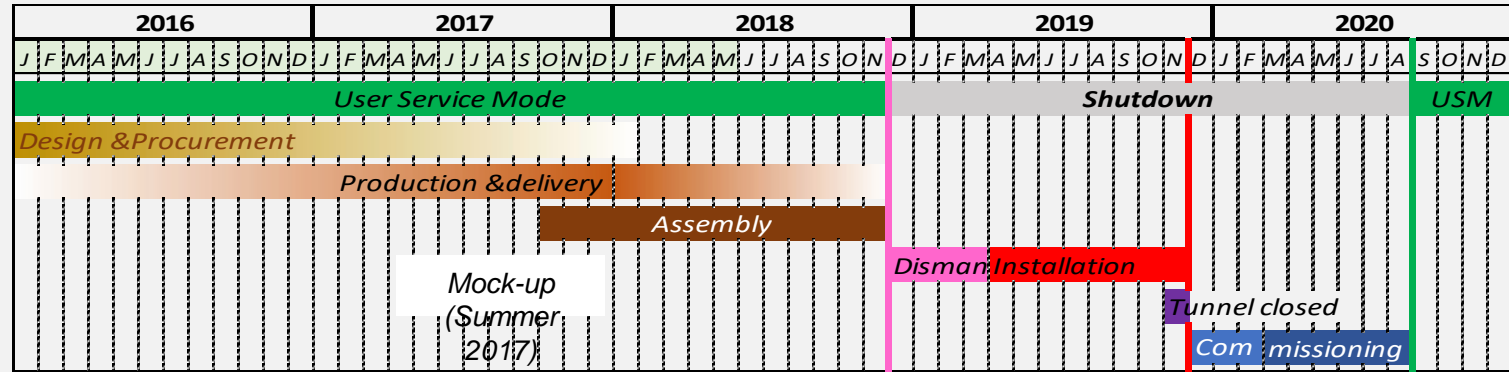 2016 2017 2018 2019 2020
J F M A M J J A S O N D J F M A M J J A S O N D J F M A M J J A S O N D J F M A M J J A S O N D J F M A M J J A S O N D
User Service Mode Shutdown USM
Design &Procurement
Production &delivery
Assembly
Disman Installation
Mock-up
(Summer
2017)
Tunnel closed
Com missioning